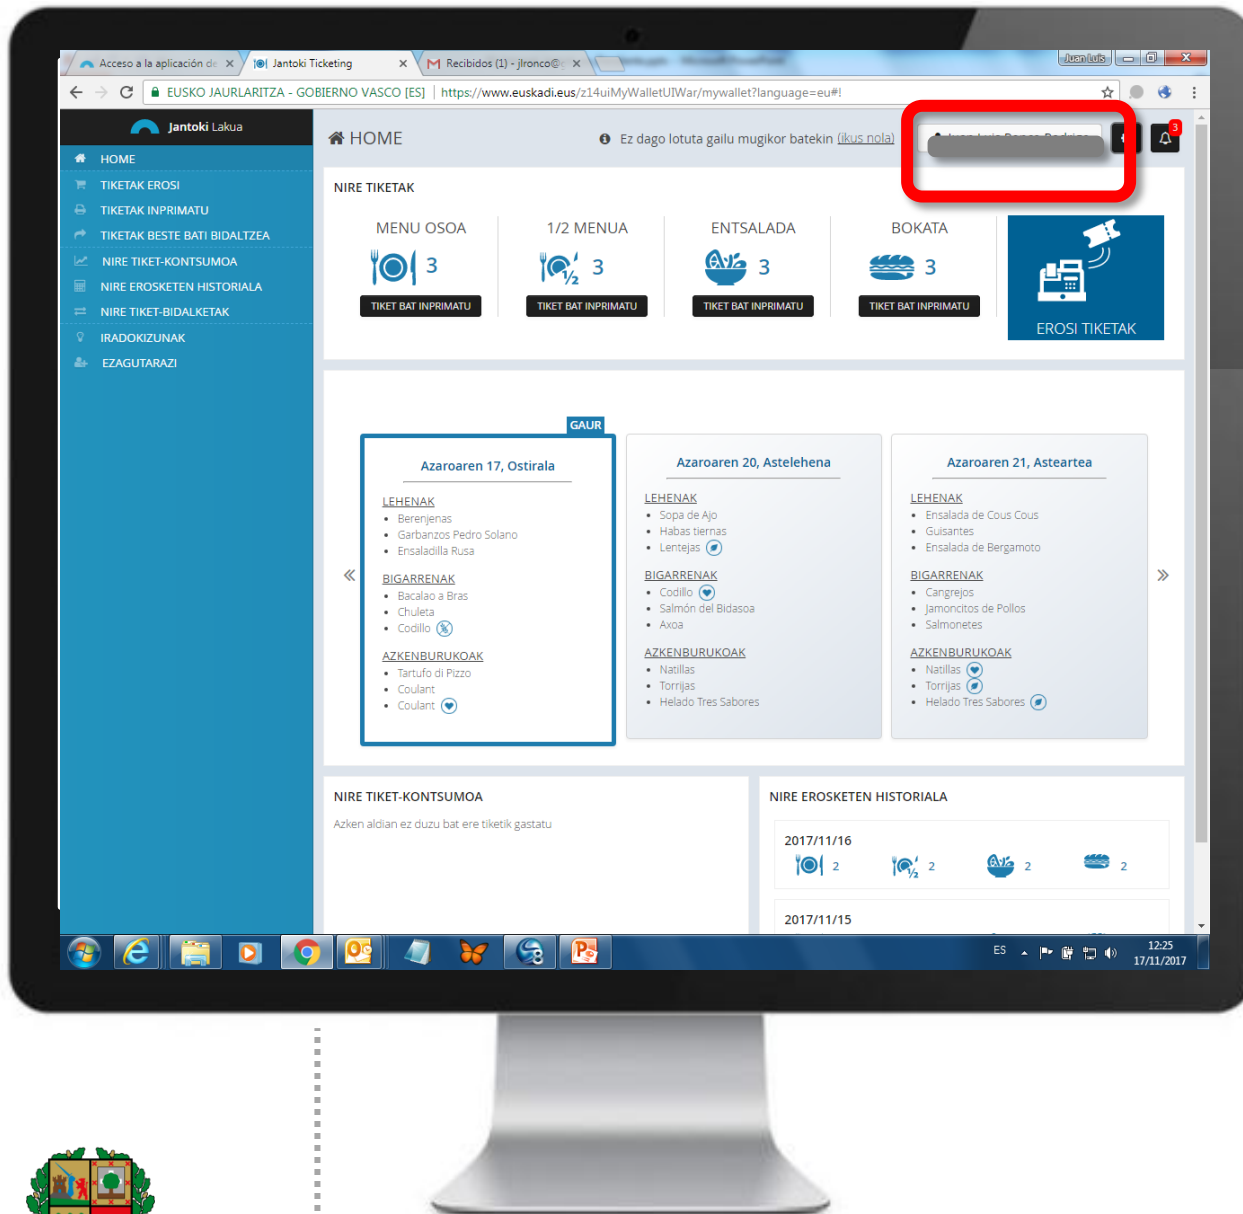 Juan Luis
Acceso a la aplicación de
Jantoki Ticketing
Recibidos (1) - jlronco@
EUSKO JAURLARITZA - GOBIERNO VASCO [ES] | https://www.euskadi.eus/z14uiMyWalletUIWar/mywallet?language=eu#!
Jantoki Lakua
HOME
TIKETAK EROSI
TIKETAK INPRIMATU
TIKETAK BESTE BATI BIDALTZEA
NIRE TIKET-KONTSUMOA
NIRE EROSKETEN HISTORIALA
NIRE TIKET-BIDALKETAK
IRADOKIZUNAK
EZAGUTARAZI
HOME
Ez dago lotuta gailu mugikor batekin (ikus nola)
3
NIRE TIKETAK
MENU OSOA
3
TIKET BAT INPRIMATU
1/2 MENUA
1/2
3
TIKET BAT INPRIMATU
ENTSALADA
3
TIKET BAT INPRIMATU
BOKATA
3
TIKET BAT INPRIMATU
EROSI TIKETAK
GAUR
Azaroaren 17, Ostirala
LEHENAK
• Berenjenas
• Garbanzos Pedro Solano
• Ensaladilla Rusa
BIGARRENAK
• Bacalao a Bras
• Chuleta
• Codillo
AZKENBURUKOAK
• Tartufo di Pizzo
• Coulant
• Coulant
Azaroaren 20, Astelehena
LEHENAK
• Sopa de Ajo
• Habas tiernas
• Lentejas
BIGARRENAK
• Codillo
• Salmón del Bidasoa
• Axoa
AZKENBURUKOAK
• Natillas
• Torrijas
• Helado Tres Sabores
Azaroaren 21, Asteartea
LEHENAK
• Ensalada de Cous Cous
• Guisantes
• Ensalada de Bergamoto
BIGARRENAK
• Cangrejos
• Jamoncitos de Pollos
• Salmonetes
AZKENBURUKOAK
• Natillas
• Torrijas
• Helado Tres Sabores
NIRE TIKET-KONTSUMOA
Azken aldian ez duzu bat ere tiketik gastatu
NIRE EROSKETEN HISTORIALA
2017/11/16
2
1/2 2
2
2
2017/11/15
ES
12:25
17/11/2017